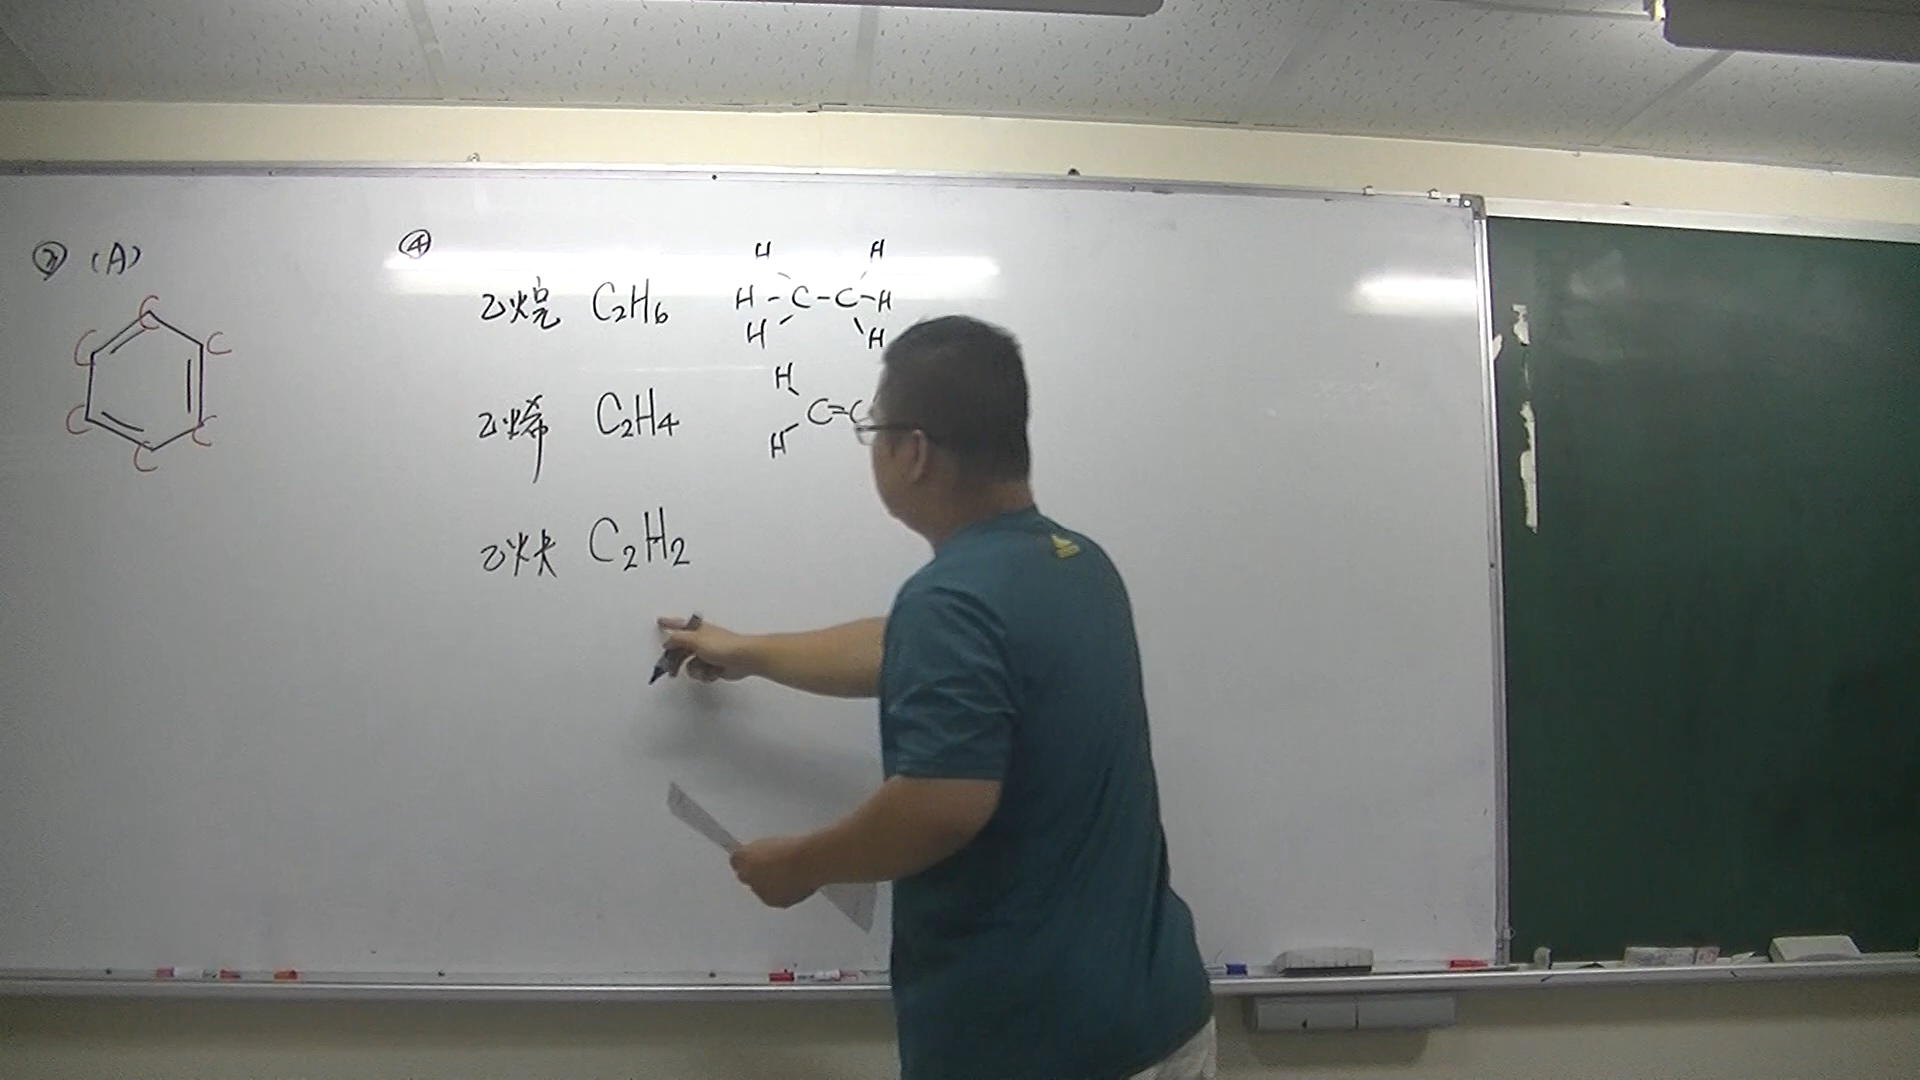 ③ (A)
C
C C
C C
C
④
乙烷 C₂H₆
H H
H-C-C-H
H H
乙烯 C₂H₄
H
C=C
H
乙炔 C₂H₂